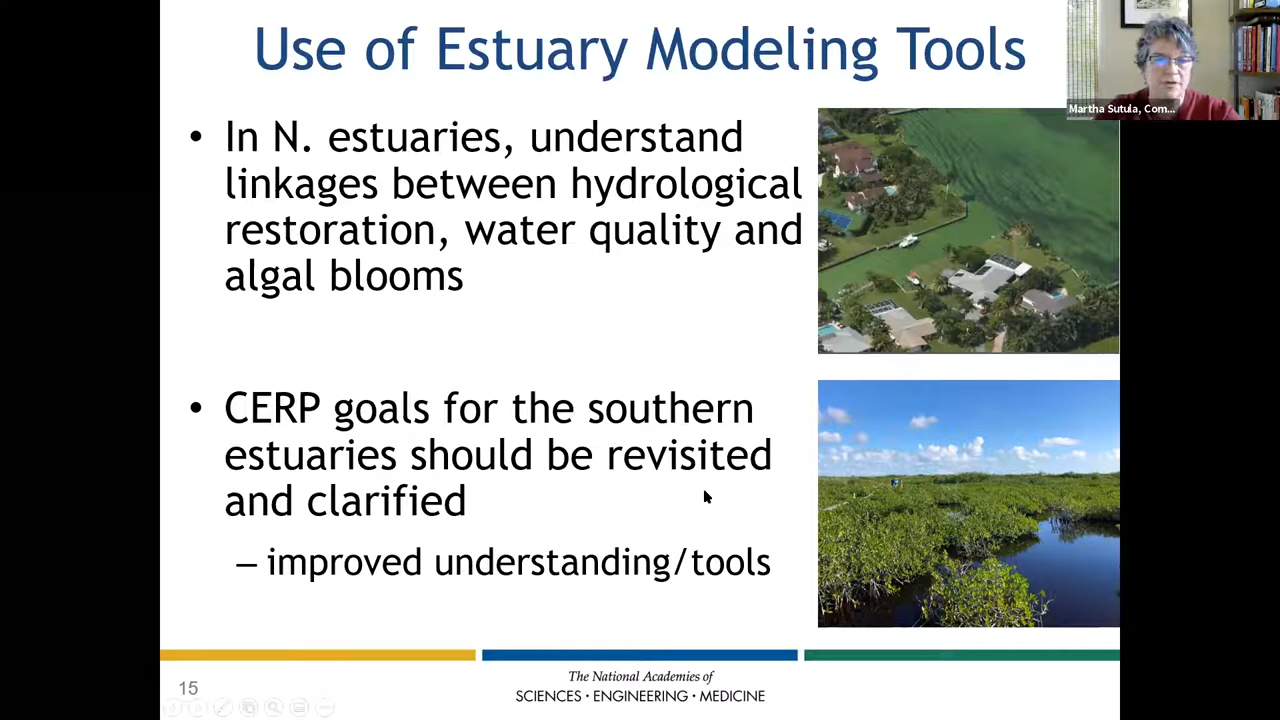 Use of Estuary Modeling Tools
Martha Sutula, Com...
• In N. estuaries, understand
linkages between hydrological
restoration, water quality and
algal blooms
• CERP goals for the southern
estuaries should be revisited
and clarified
– improved understanding/tools
The National Academies of
SCIENCES · ENGINEERING · MEDICINE
15